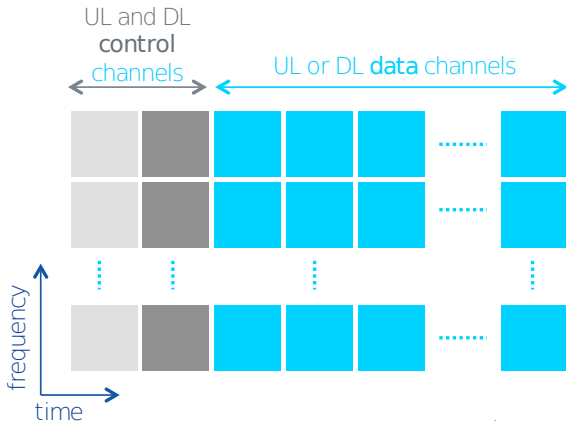 UL and DL
control
channels
UL or DL data channels
frequency
time